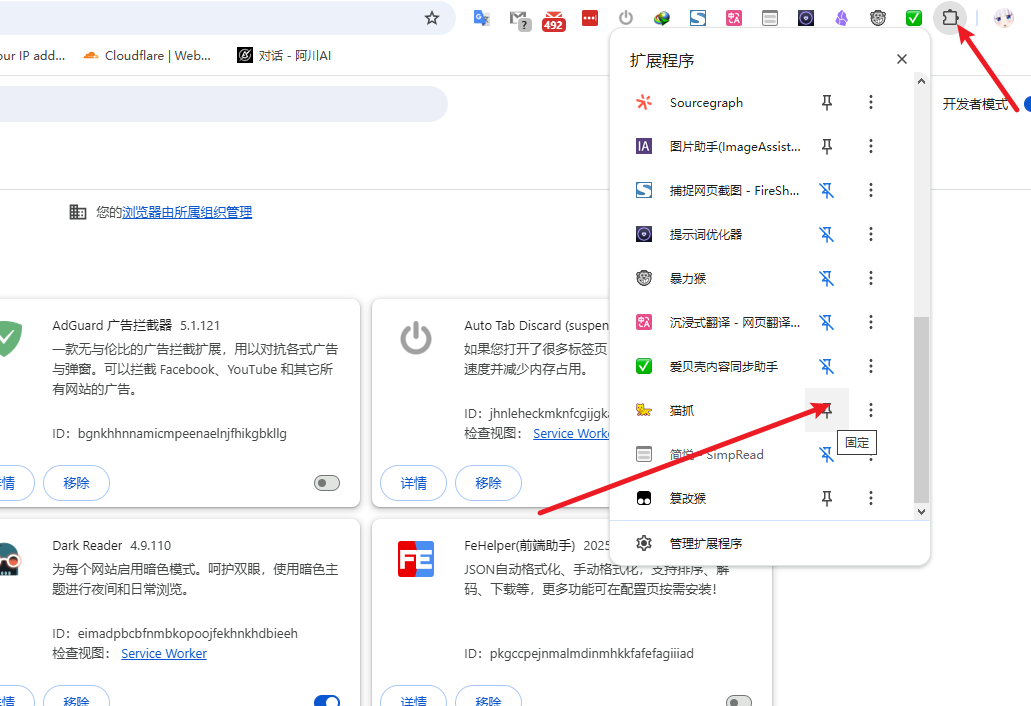 492
our IP add...
Cloudflare | Web...
对话 - 阿川AI
扩展程序
开发者模式
Sourcegraph
图片助手(ImageAssist...
捕捉网页截图 - FireSh...
提示词优化器
暴力猴
沉浸式翻译 - 网页翻译...
爱贝壳内容同步助手
猫抓
固定
简悦 - SimpRead
篡改猴
管理扩展程序
您的浏览器由所属组织管理
AdGuard 广告拦截器 5.1.121
一款无与伦比的广告拦截扩展，用以对抗各式广告
与弹窗。可以拦截 Facebook、YouTube 和其它所
有网站的广告。
ID：bgnkhhnnamicmpeenaelnjfhikgbkllg
情
移除
Auto Tab Discard (suspen
如果您打开了很多标签页
速度并减少内存占用。
ID：jhnleheckmknfcgijgka
检查视图：Service Worke
详情
移除
Dark Reader 4.9.110
为每个网站启用暗色模式。呵护双眼，使用暗色主
题进行夜间和日常浏览。
ID：eimadpbcbfnmbkopoojfekhnkhdbieeh
检查视图：Service Worker
情
移除
FE
FeHelper(前端助手) 2025
JSON自动格式化、手动格式化，支持排序、解
码、下载等，更多功能可在配置页按需安装！
ID：pkgccpejnmalmdinmhkkfafefagiiiad
详情
移除